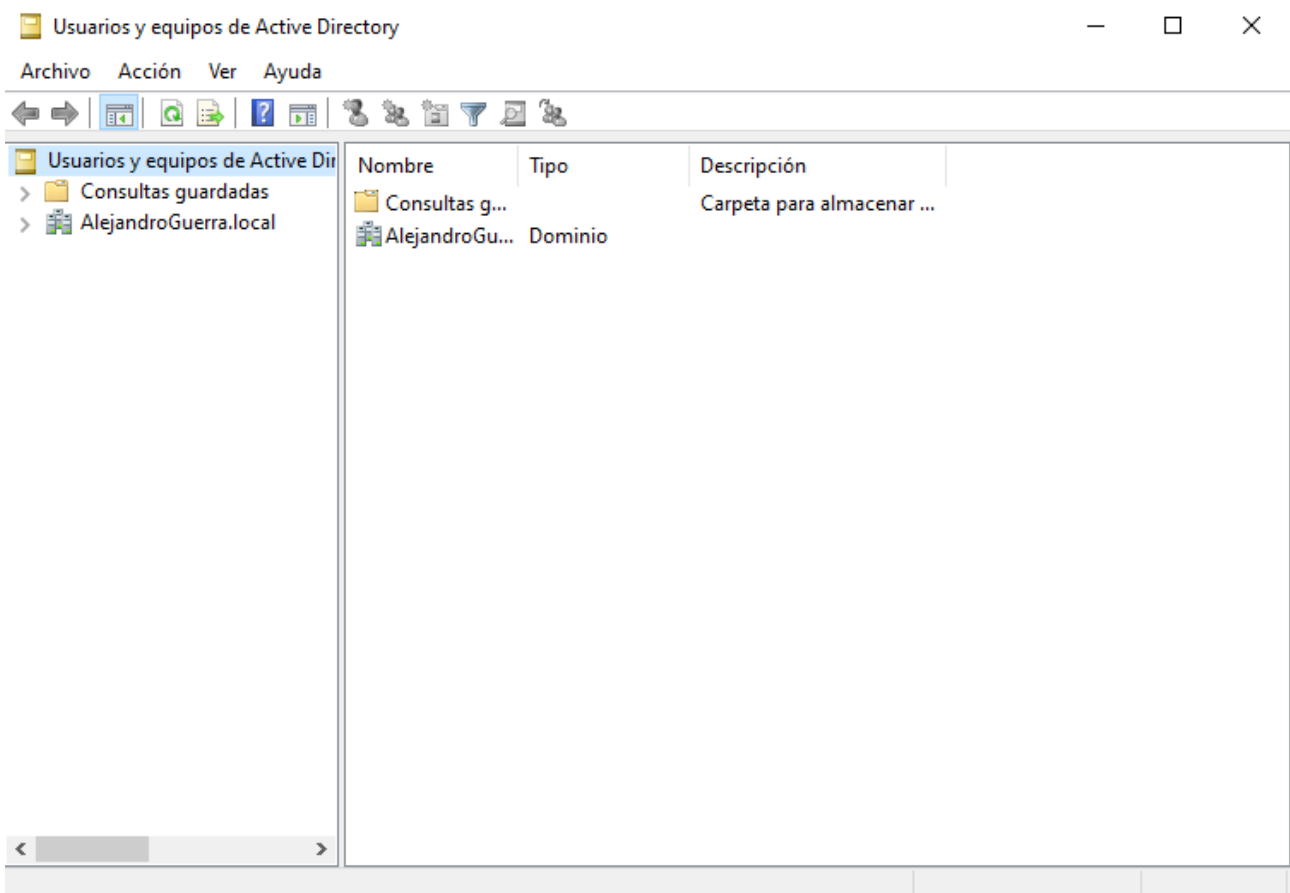 Usuarios y equipos de Active Directory
Archivo Acción Ver Ayuda
Usuarios y equipos de Active Dir
Consultas guardadas
AlejandroGuerra.local
Nombre Tipo Descripción
Consultas g... Carpeta para almacenar ...
AlejandroGu... Dominio